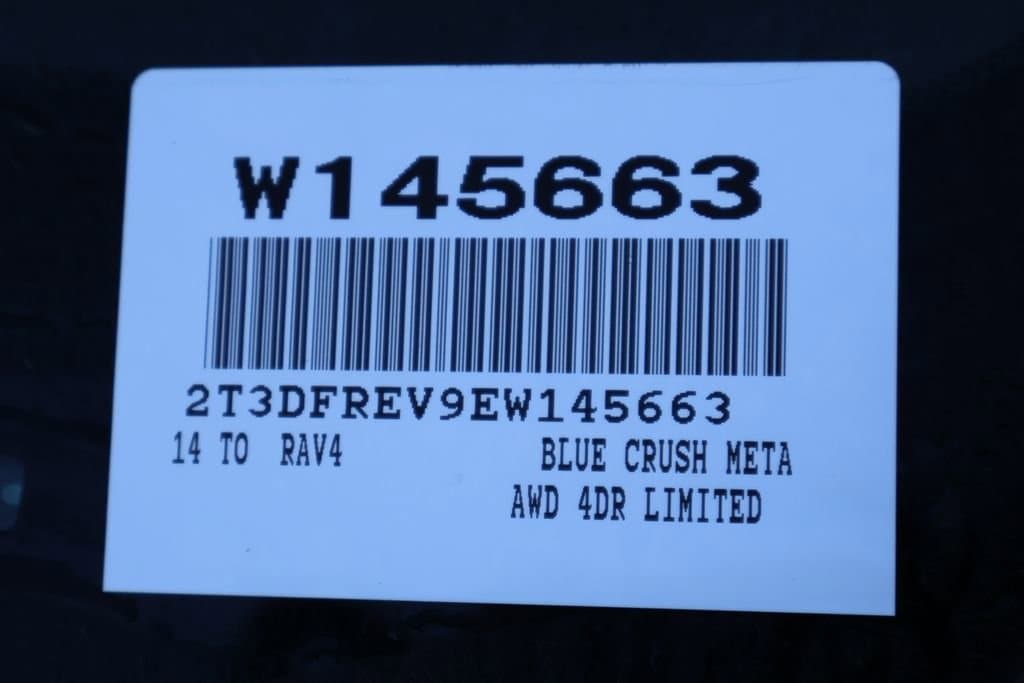 W145663
2T3DFREV9EW145663
14 TO RAV4 BLUE CRUSH META
AWD 4DR LIMITED